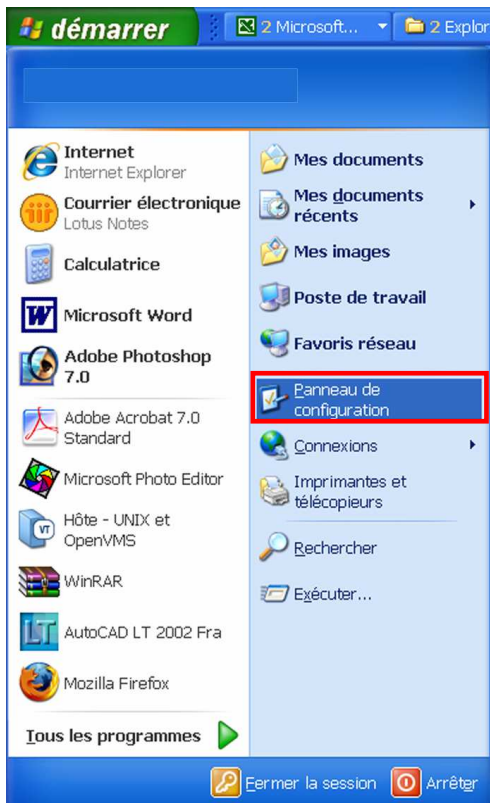 démarrer
2 Microsoft...
2 Explor
Internet
Internet Explorer
Courrier électronique
Lotus Notes
Calculatrice
Microsoft Word
Adobe Photoshop
7.0
Adobe Acrobat 7.0
Standard
Microsoft Photo Editor
Hôte - UNIX et
OpenVMS
WinRAR
AutoCAD LT 2002 Fra
Mozilla Firefox
Tous les programmes
Mes documents
Mes documents
récents
Mes images
Poste de travail
Favoris réseau
Panneau de
configuration
Connexions
Imprimantes et
télécopieurs
Rechercher
Exécuter...
Fermer la session
Arrêter